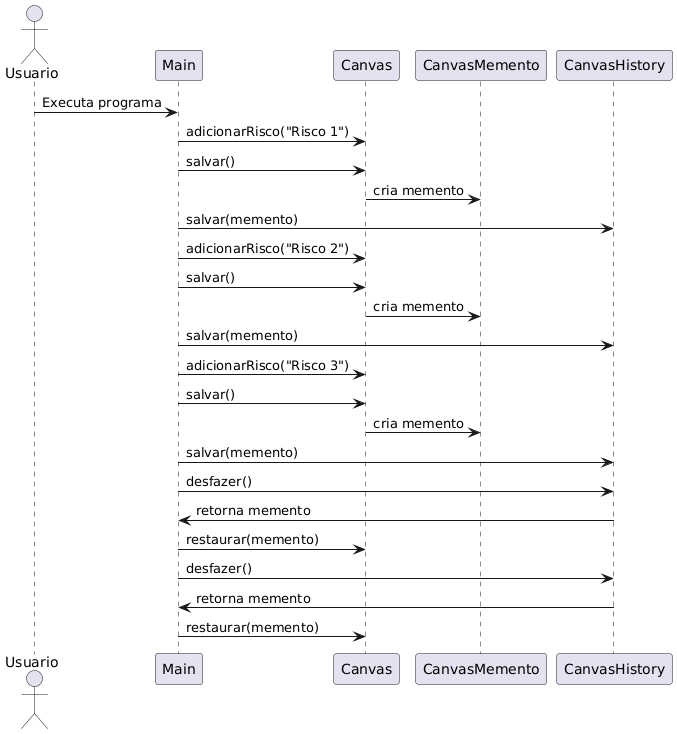 Usuario
Main
Canvas
CanvasMemento
CanvasHistory
Executa programa
adicionarRisco("Risco 1")
salvar()
cria memento
salvar(memento)
adicionarRisco("Risco 2")
salvar()
cria memento
salvar(memento)
adicionarRisco("Risco 3")
salvar()
cria memento
salvar(memento)
desfazer()
retorna memento
restaurar(memento)
desfazer()
retorna memento
restaurar(memento)
Usuario
Main
Canvas
CanvasMemento
CanvasHistory